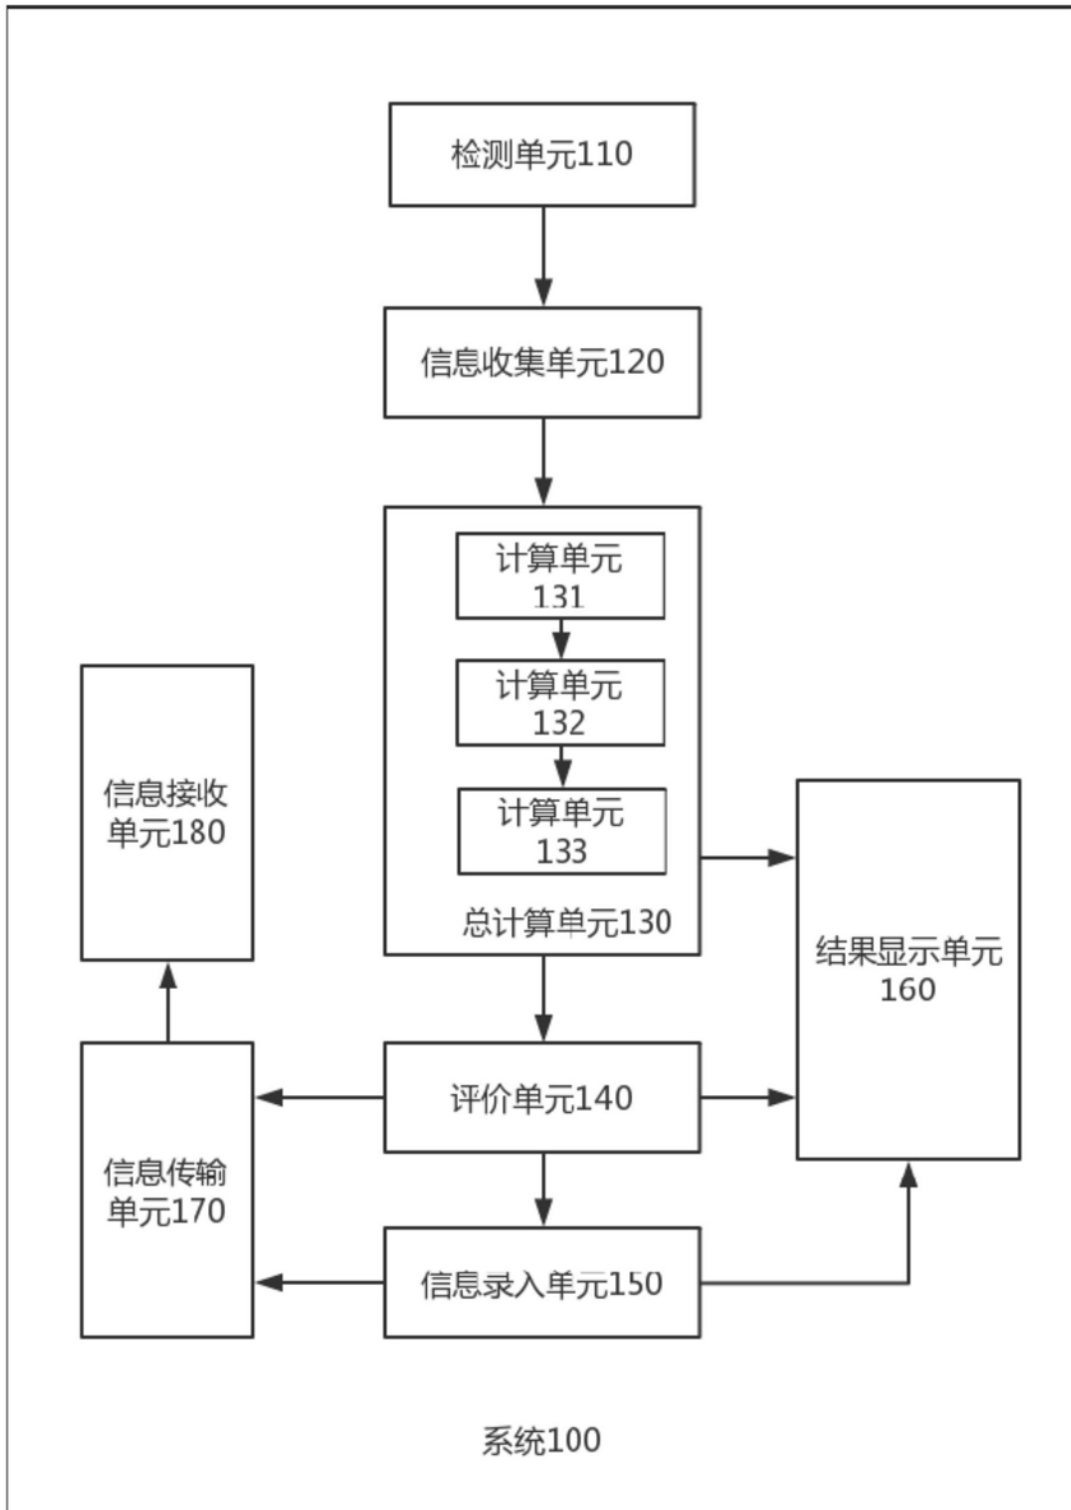 检测单元110
信息收集单元120
计算单元
131
计算单元
132
计算单元
133
总计算单元130
信息接收
单元180
结果显示单元
160
评价单元140
信息传输
单元170
信息录入单元150
系统100